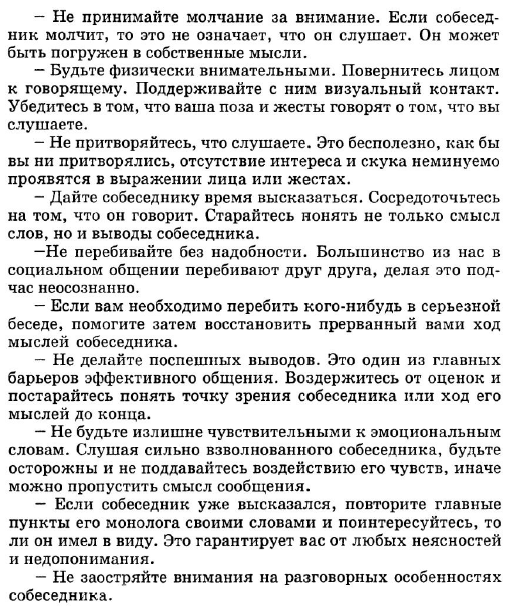 — Не принимайте молчание за внимание. Если собесед-
ник молчит, то это не означает, что он слушает. Он может
быть погружен в собственные мысли.
— Будьте физически внимательными. Повернитесь лицом
к говорящему. Поддерживайте с ним визуальный контакт.
Убедитесь в том, что ваша поза и жесты говорят о том, что вы
слушаете.
— Не притворяйтесь, что слушаете. Это бесполезно, как бы
вы ни притворялись, отсутствие интереса и скука неминуемо
проявятся в выражении лица или жестах.
— Дайте собеседнику время высказаться. Сосредоточьтесь
на том, что он говорит. Старайтесь нонять не только смысл
слов, но и выводы собеседника.
—Не перебивайте без надобности. Большинство из нас в
социальном общении перебивают друг друга, делая это под-
час неосознанно.
— Если вам необходимо перебить кого-нибудь в серьезной
беседе, помогите затем восстановить прерванный вами ход
мыслей собеседника.
— Не делайте поспешных выводов. Это один из главных
барьеров эффективного общения. Воздержитесь от оценок и
постарайтесь понять точку зрения собеседника или ход его
мыслей до конца.
— Не будьте излишне чувствительными к эмоциональным
словам. Слушая сильно взволнованного собеседника, будьте
осторожны и не поддавайтесь воздействию его чувств, иначе
можно пропустить смысл сообщения.
— Если собеседник уже высказался, повторите главные
пункты его монолога своими словами и поинтересуйтесь, то
ли он имел в виду. Это гарантирует вас от любых неясностей
и недопонимания.
— Не заостряйте внимания на разговорных особенностях
собеседника.